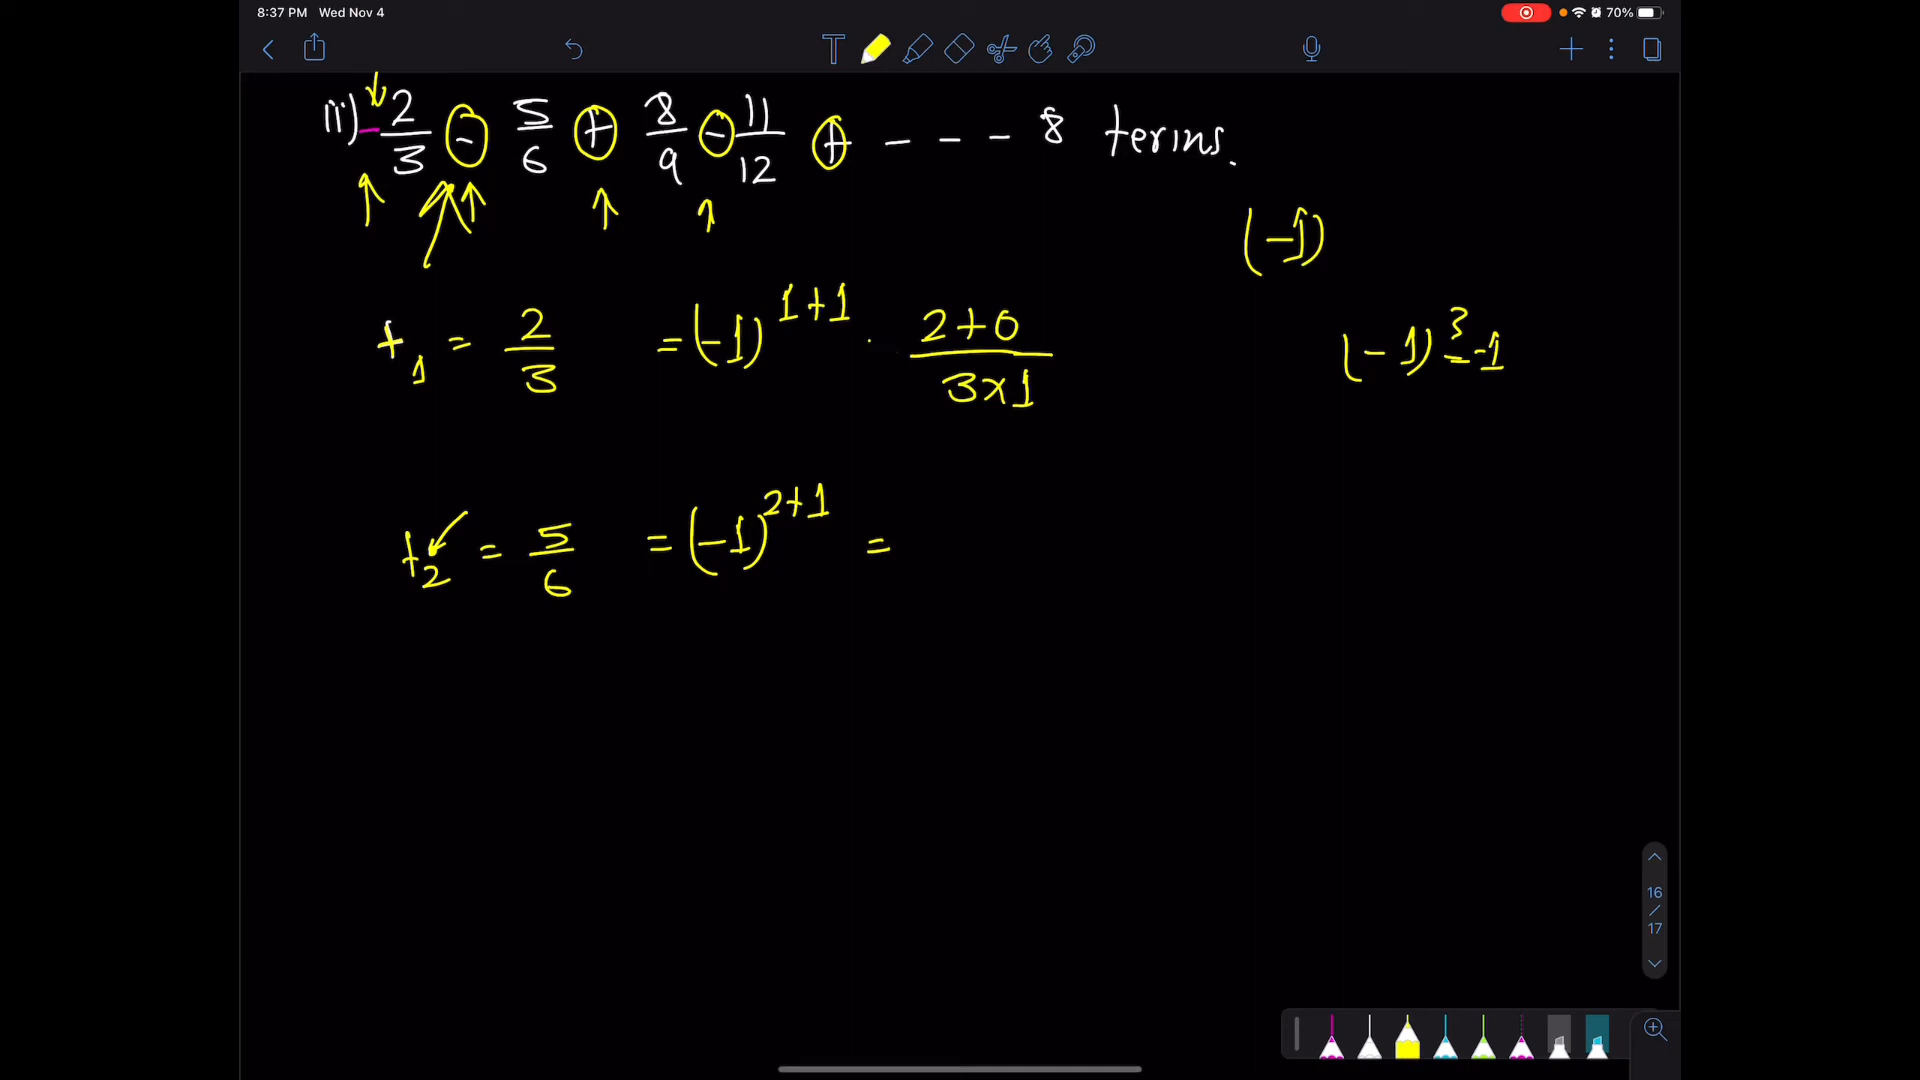 8:37 PM Wed Nov 4
70%
T
ii) 2/3 - 5/6 + 8/9 - 11/12 + - - - 8 terms.
(-1)
t₁ = 2/3 = (-1)^(1+1) · (2+0)/(3×1)
(-1)³ = -1
t₂ = 5/6 = (-1)^(2+1) =
16
/
17